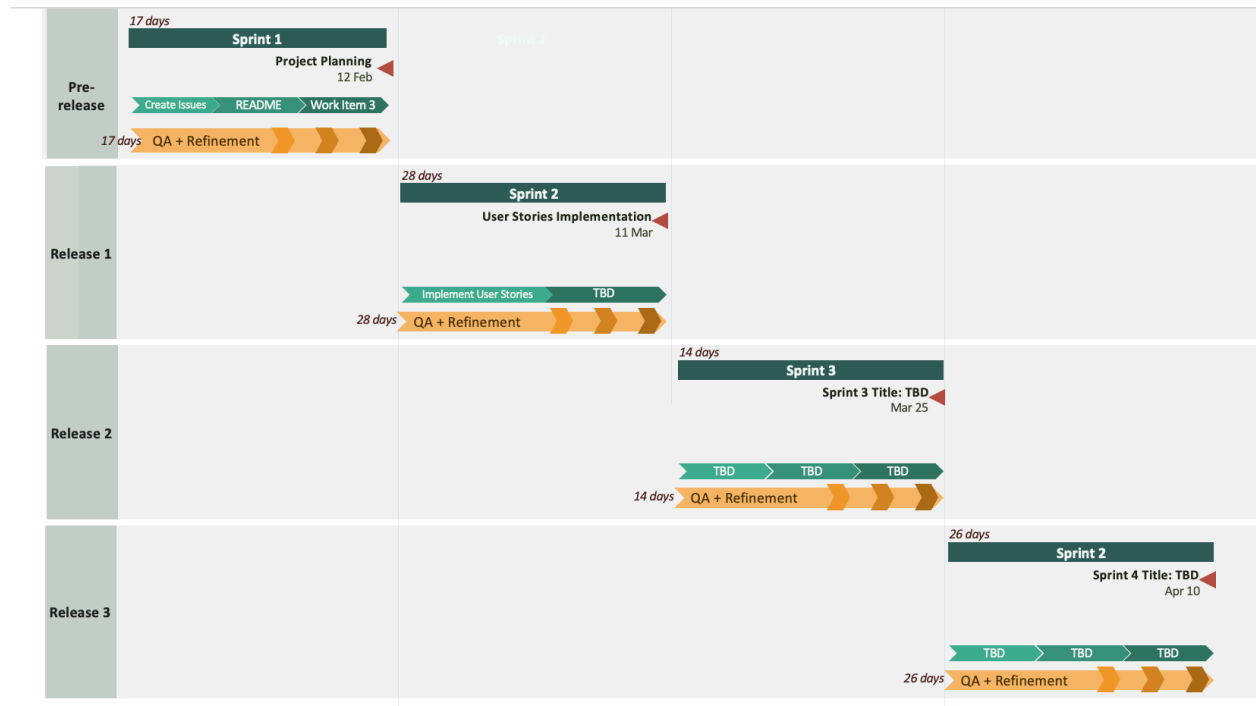 17 days
Sprint 1
Sprint 2
Project Planning
12 Feb
Pre-
release
Create Issues
README
Work Item 3
17 days
QA + Refinement
28 days
Sprint 2
User Stories Implementation
11 Mar
Release 1
Implement User Stories
TBD
28 days
QA + Refinement
14 days
Sprint 3
Sprint 3 Title: TBD
Mar 25
Release 2
TBD
TBD
TBD
14 days
QA + Refinement
26 days
Sprint 2
Sprint 4 Title: TBD
Apr 10
Release 3
TBD
TBD
TBD
26 days
QA + Refinement